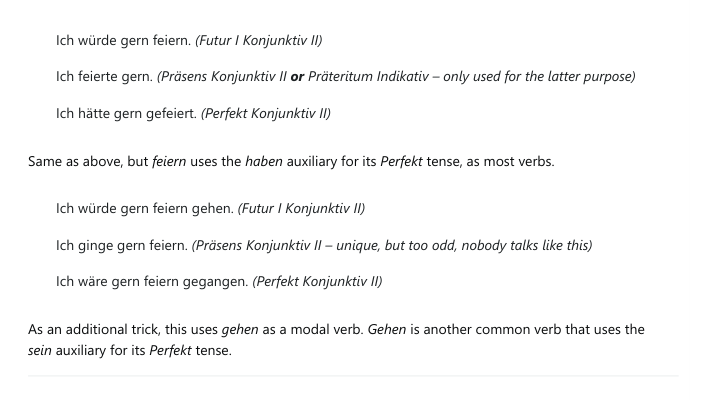 Ich würde gern feiern. (Futur I Konjunktiv II)
Ich feierte gern. (Präsens Konjunktiv II or Präteritum Indikativ – only used for the latter purpose)
Ich hätte gern gefeiert. (Perfekt Konjunktiv II)
Same as above, but feiern uses the haben auxiliary for its Perfekt tense, as most verbs.
Ich würde gern feiern gehen. (Futur I Konjunktiv II)
Ich ginge gern feiern. (Präsens Konjunktiv II – unique, but too odd, nobody talks like this)
Ich wäre gern feiern gegangen. (Perfekt Konjunktiv II)
As an additional trick, this uses gehen as a modal verb. Gehen is another common verb that uses the
sein auxiliary for its Perfekt tense.